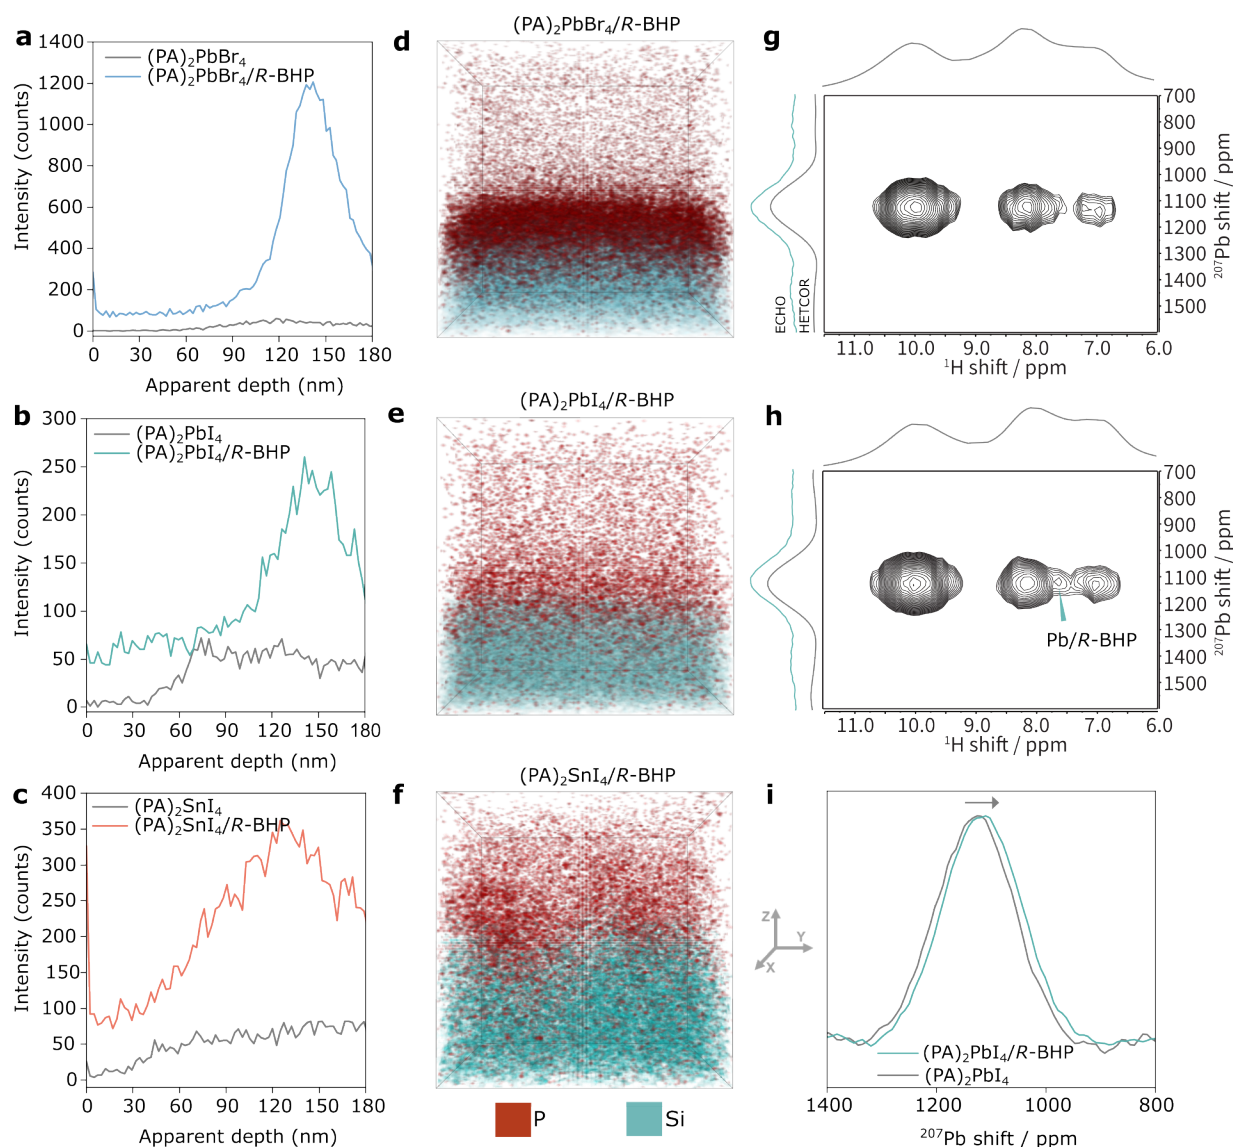 a
1400
1200
1000
800
600
400
200
0
Intensity (counts)
(PA)₂PbBr₄
(PA)₂PbBr₄/R-BHP
0 30 60 90 120 150 180
Apparent depth (nm)
b
300
250
200
150
100
50
0
Intensity (counts)
(PA)₂PbI₄
(PA)₂PbI₄/R-BHP
0 30 60 90 120 150 180
Apparent depth (nm)
c
400
350
300
250
200
150
100
50
0
Intensity (counts)
(PA)₂SnI₄
(PA)₂SnI₄/R-BHP
0 30 60 90 120 150 180
Apparent depth (nm)
d
(PA)₂PbBr₄/R-BHP
e
(PA)₂PbI₄/R-BHP
f
(PA)₂SnI₄/R-BHP
P
Si
Z
Y
X
g
ECHO
HETCOR
700
800
900
1000
1100
1200
1300
1400
1500
²⁰⁷Pb shift / ppm
11.0 10.0 9.0 8.0 7.0 6.0
¹H shift / ppm
h
700
800
900
1000
1100
1200
1300
1400
1500
²⁰⁷Pb shift / ppm
Pb/R-BHP
11.0 10.0 9.0 8.0 7.0 6.0
¹H shift / ppm
i
(PA)₂PbI₄/R-BHP
(PA)₂PbI₄
1400 1200 1000 800
²⁰⁷Pb shift / ppm